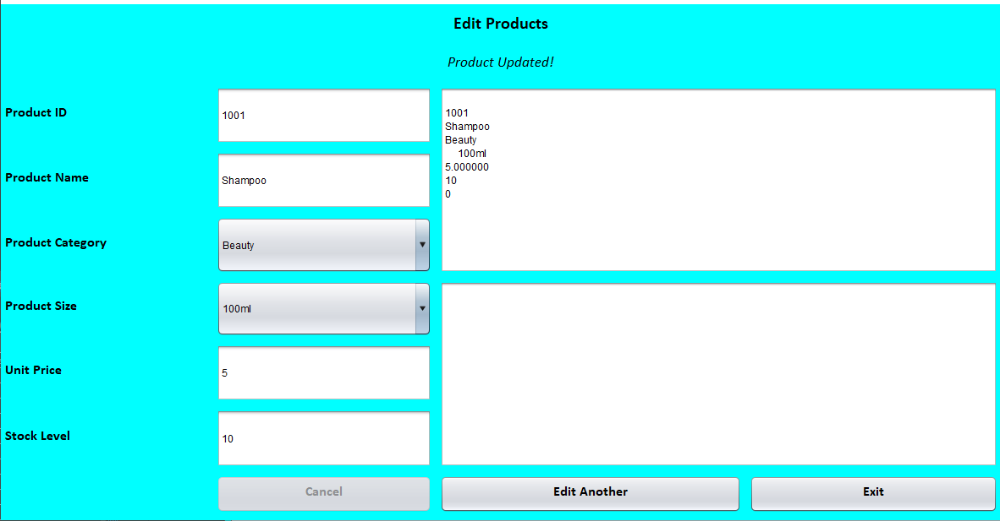 Edit Products
Product Updated!
Product ID
1001
Product Name
Shampoo
Product Category
Beauty
Product Size
100ml
Unit Price
5
Stock Level
10
1001
Shampoo
Beauty
100ml
5.000000
10
0
Cancel
Edit Another
Exit